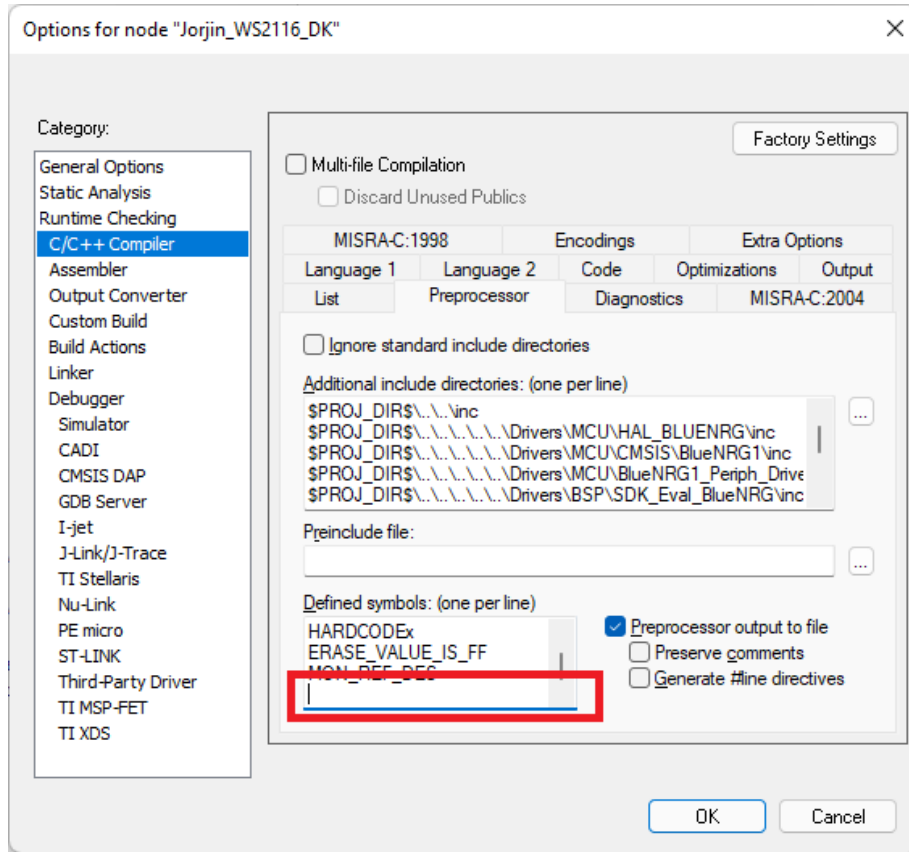 Options for node "Jorjin_WS2116_DK"
Category:
General Options
Static Analysis
Runtime Checking
C/C++ Compiler
Assembler
Output Converter
Custom Build
Build Actions
Linker
Debugger
Simulator
CADI
CMSIS DAP
GDB Server
I-jet
J-Link/J-Trace
TI Stellaris
Nu-Link
PE micro
ST-LINK
Third-Party Driver
TI MSP-FET
TI XDS
Factory Settings
Multi-file Compilation
Discard Unused Publics
MISRA-C:1998 Encodings Extra Options
Language 1 Language 2 Code Optimizations Output
List Preprocessor Diagnostics MISRA-C:2004
Ignore standard include directories
Additional include directories: (one per line)
$PROJ_DIR$\..\..\inc
$PROJ_DIR$\..\..\..\..\..\..\Drivers\MCU\HAL_BLUENRG\inc
$PROJ_DIR$\..\..\..\..\..\..\Drivers\MCU\CMSIS\BlueNRG1\inc
$PROJ_DIR$\..\..\..\..\..\..\Drivers\MCU\BlueNRG1_Periph_Drive
$PROJ_DIR$\..\..\..\..\..\..\Drivers\BSP\SDK_Eval_BlueNRG\inc
...
Preinclude file:
...
Defined symbols: (one per line)
HARDCODEx
ERASE_VALUE_IS_FF
MON_REF_DES
Preprocessor output to file
Preserve comments
Generate #line directives
OK Cancel